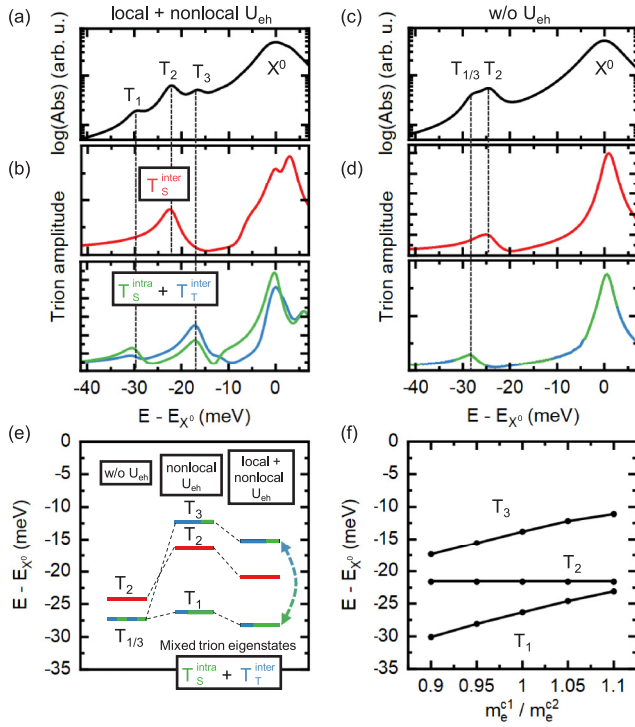 (a)
local + nonlocal U_eh
log(Abs) (arb. u.)
T_1
T_2
T_3
X^0
(b)
Trion amplitude
T_S^inter
T_S^intra + T_T^inter
-40 -30 -20 -10 0
E - E_X^0 (meV)
(c)
w/o U_eh
log(Abs) (arb. u.)
T_1/3
T_2
X^0
(d)
Trion amplitude
-40 -30 -20 -10 0
E - E_X^0 (meV)
(e)
E - E_X^0 (meV)
0
-5
-10
-15
-20
-25
-30
-35
w/o U_eh
nonlocal
U_eh
local +
nonlocal
U_eh
T_3
T_2
T_2
T_1
T_1/3
Mixed trion eigenstates
T_S^intra + T_T^inter
(f)
E - E_X^0 (meV)
0
-5
-10
-15
-20
-25
-30
-35
T_3
T_2
T_1
0.9 0.95 1 1.05 1.1
m_e^c1 / m_e^c2